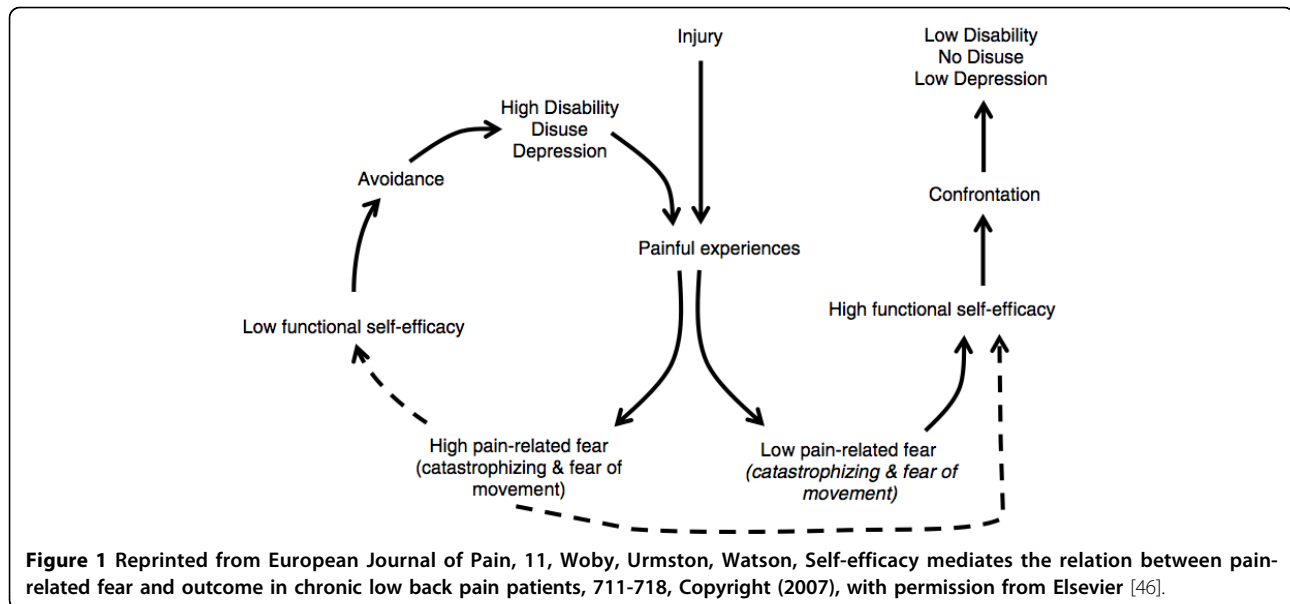 Injury
Low Disability
No Disuse
Low Depression
High Disability
Disuse
Depression
Avoidance
Confrontation
Painful experiences
Low functional self-efficacy
High functional self-efficacy
High pain-related fear
(catastrophizing & fear of
movement)
Low pain-related fear
(catastrophizing & fear of
movement)
Figure 1 Reprinted from European Journal of Pain, 11, Woby, Urmston, Watson, Self-efficacy mediates the relation between pain-
related fear and outcome in chronic low back pain patients, 711-718, Copyright (2007), with permission from Elsevier [46].